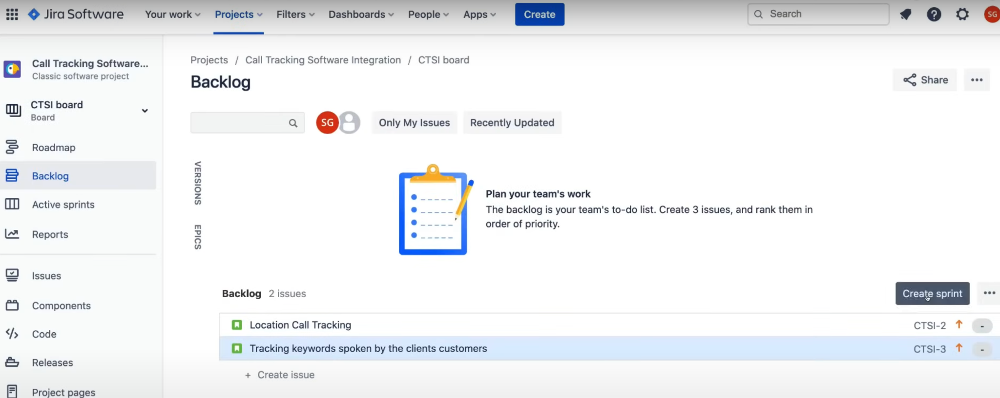 Jira Software
Your work
Projects
Filters
Dashboards
People
Apps
Create
Search
SG
Call Tracking Software...
Classic software project
CTSI board
Board
Roadmap
Backlog
Active sprints
Reports
Issues
Components
Code
Releases
Project pages
Projects / Call Tracking Software Integration / CTSI board
Backlog
Share
SG
Only My Issues
Recently Updated
VERSIONS
EPICS
Plan your team's work
The backlog is your team's to-do list. Create 3 issues, and rank them in
order of priority.
Backlog 2 issues
Create sprint
Location Call Tracking CTSI-2 -
Tracking keywords spoken by the clients customers CTSI-3 -
+ Create issue